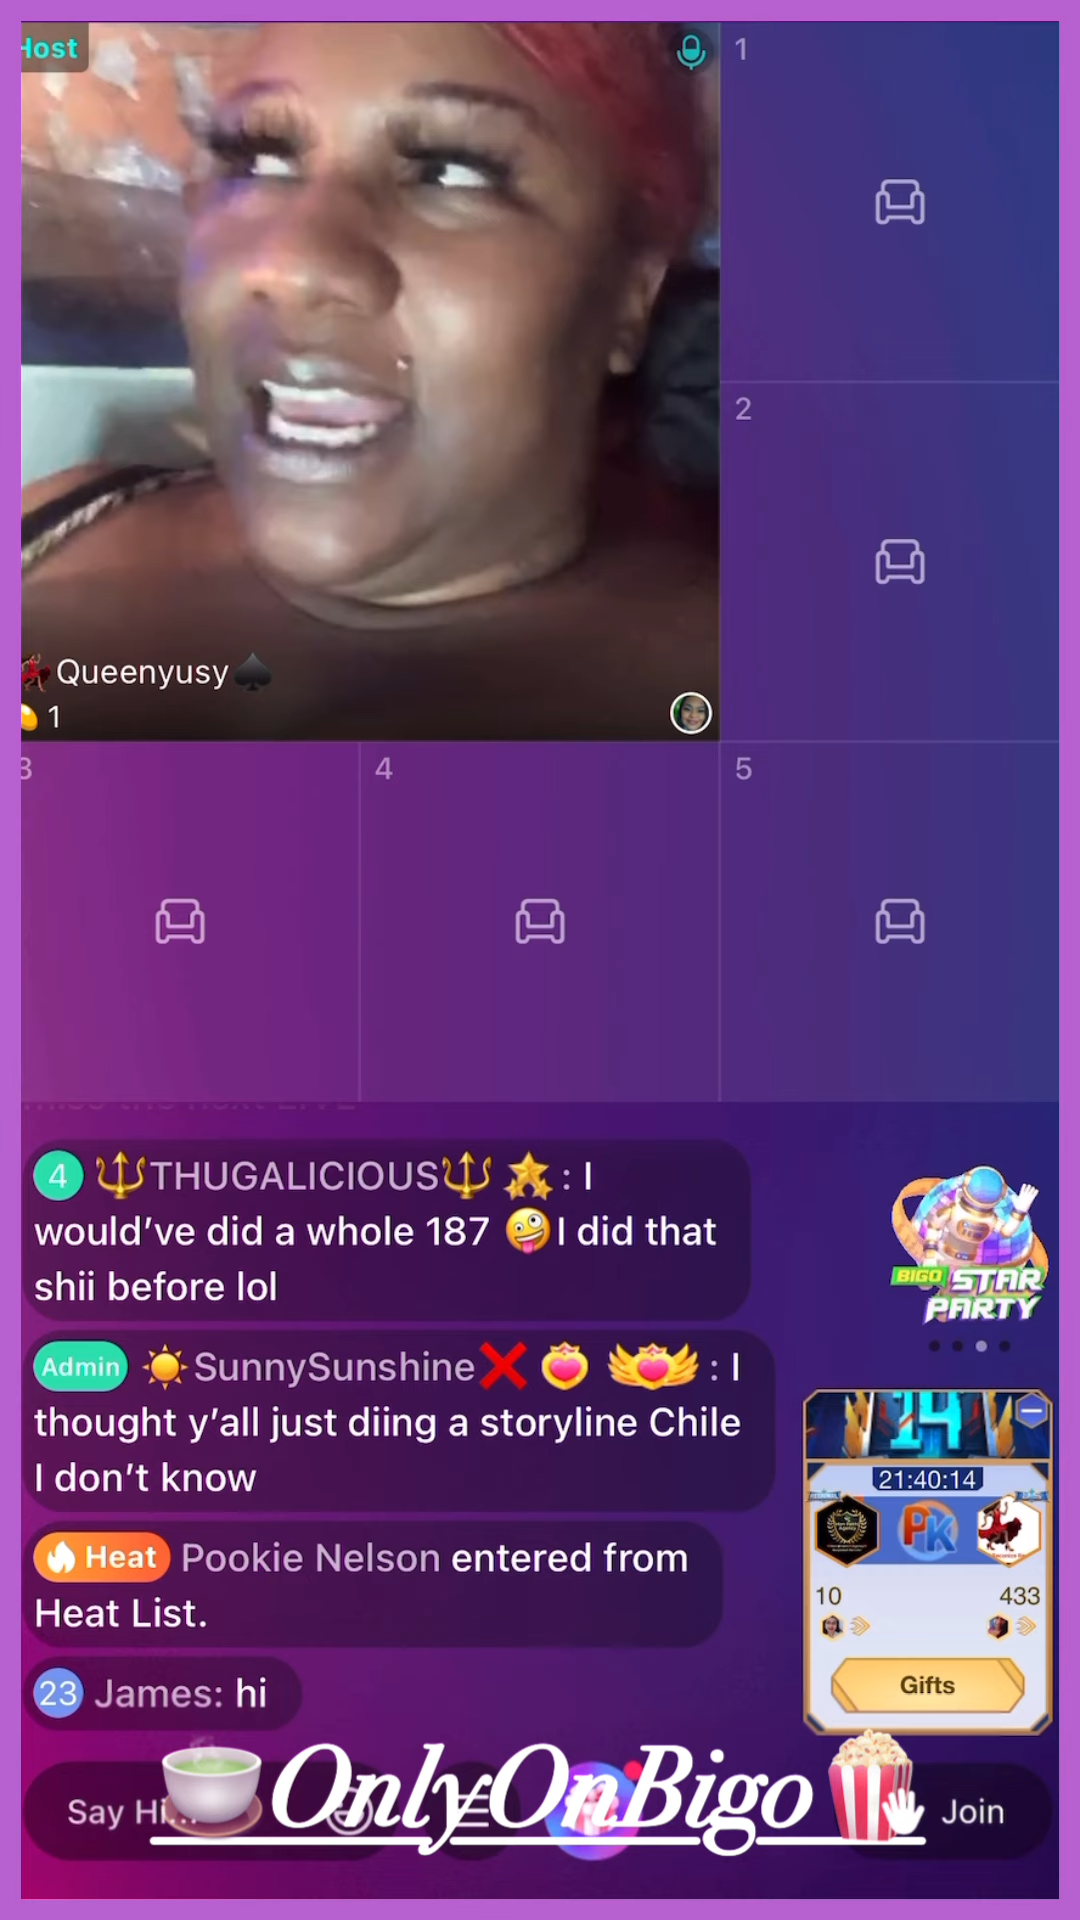 Host
1
2
Queenyusy
1
3
4
5
4 THUGALICIOUS : I
would’ve did a whole 187 🤪I did that
shii before lol
Admin SunnySunshine❌ : I
thought y’all just diing a storyline Chile
I don’t know
Heat Pookie Nelson entered from
Heat List.
23 James: hi
BIGO STAR
PARTY
14
21:40:14
PK
10 433
Gifts
Say Hi...
Join
🍵OnlyOnBigo🍿